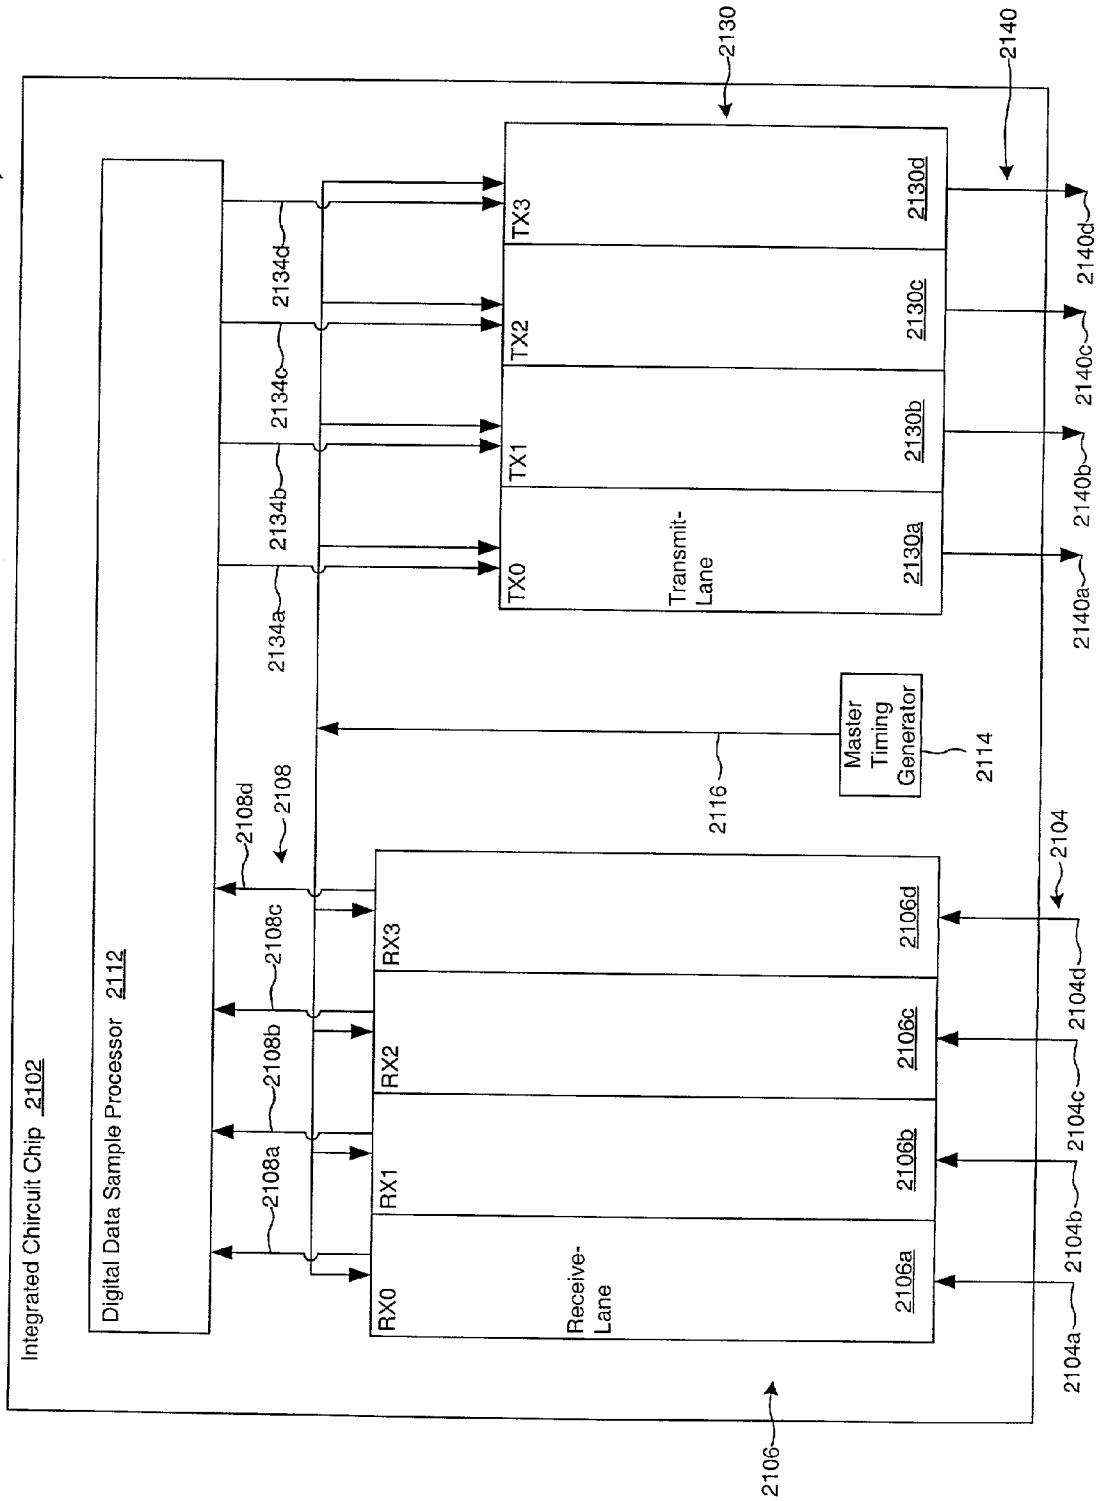 Integrated Chircuit Chip 2102
Digital Data Sample Processor 2112
2108a
2108b
2108c
2108d
2108
2134a
2134b
2134c
2134d
RX0
RX1
RX2
RX3
Receive-
Lane
2106a
2106b
2106c
2106d
2106
2116
Master
Timing
Generator
2114
TX0
TX1
TX2
TX3
Transmit-
Lane
2130a
2130b
2130c
2130d
2130
2104a
2104b
2104c
2104d
2104
2140a
2140b
2140c
2140d
2140